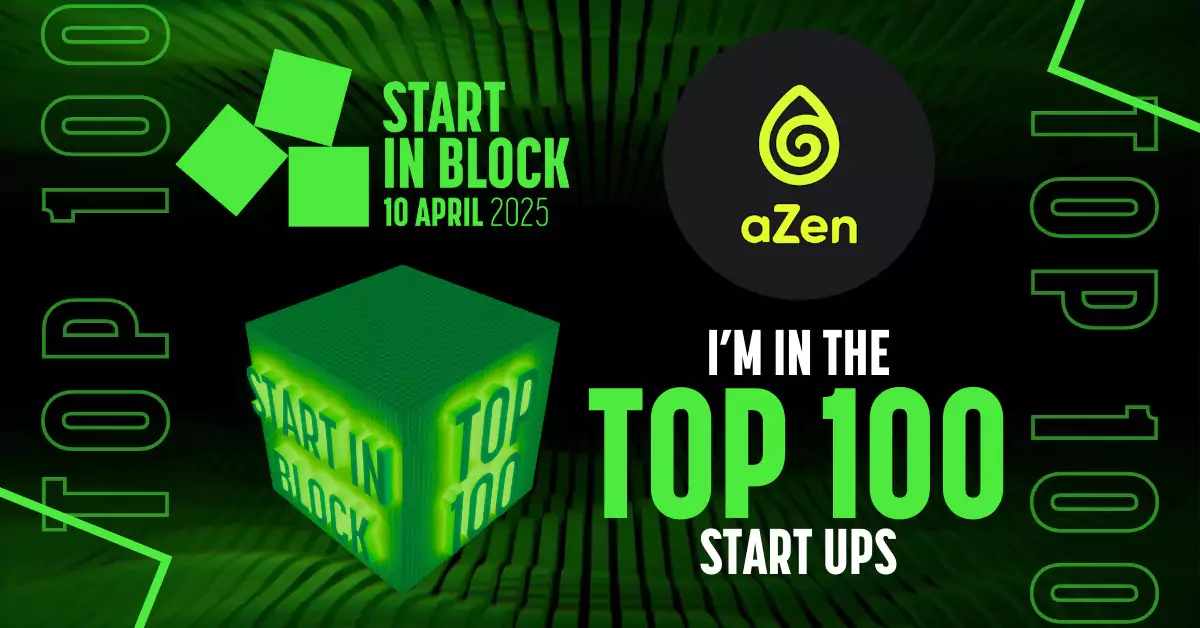 TOP 100
START
IN BLOCK
10 APRIL 2025
aZen
START IN
BLOCK
TOP
100
I'M IN THE
TOP 100
START UPS
TOP 100